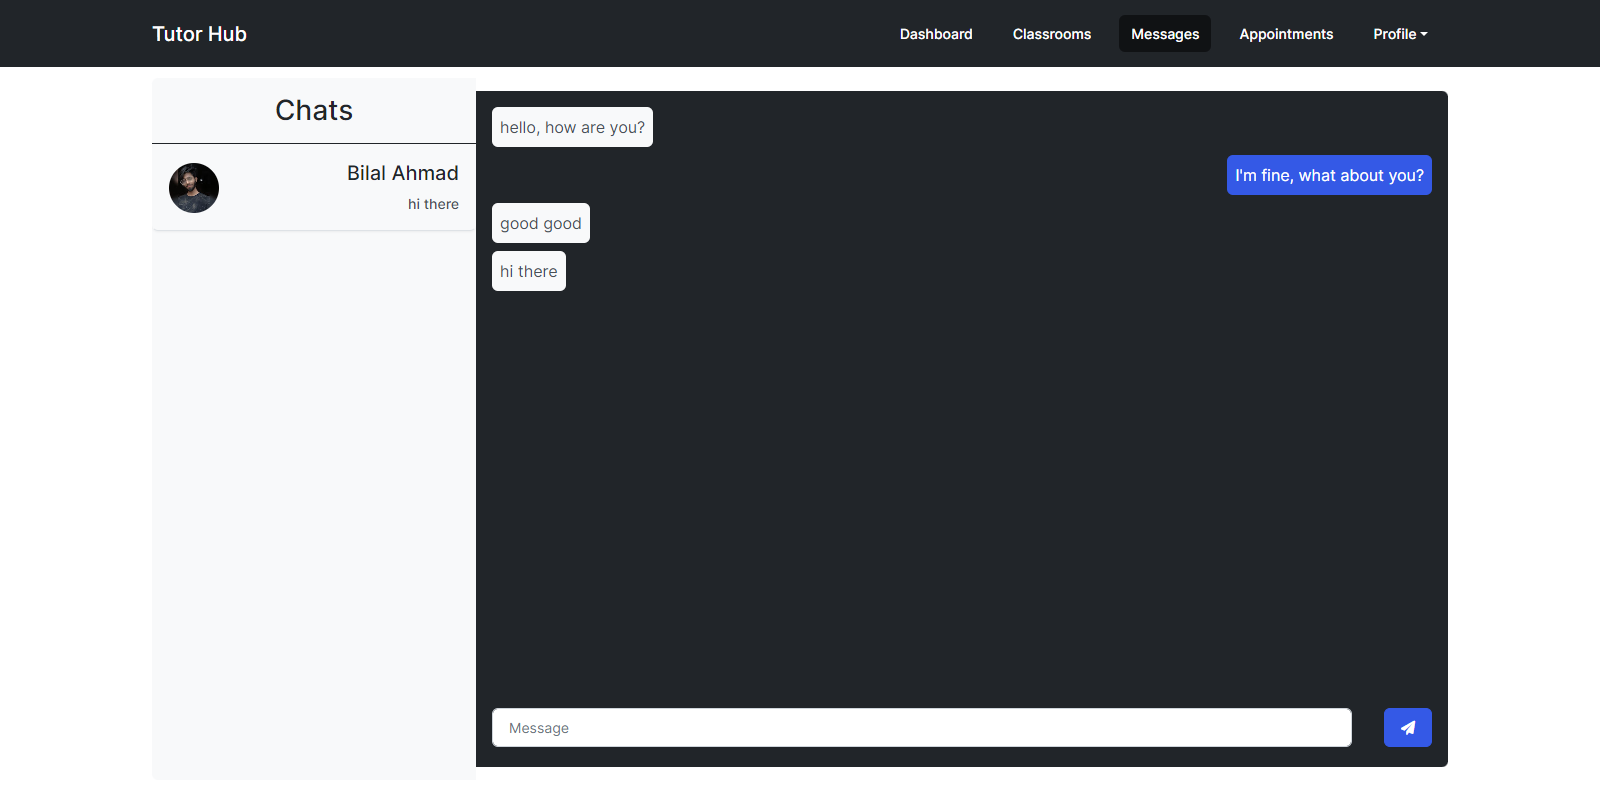 Tutor Hub
Dashboard
Classrooms
Messages
Appointments
Profile
Chats
Bilal Ahmad
hi there
hello, how are you?
I'm fine, what about you?
good good
hi there
Message